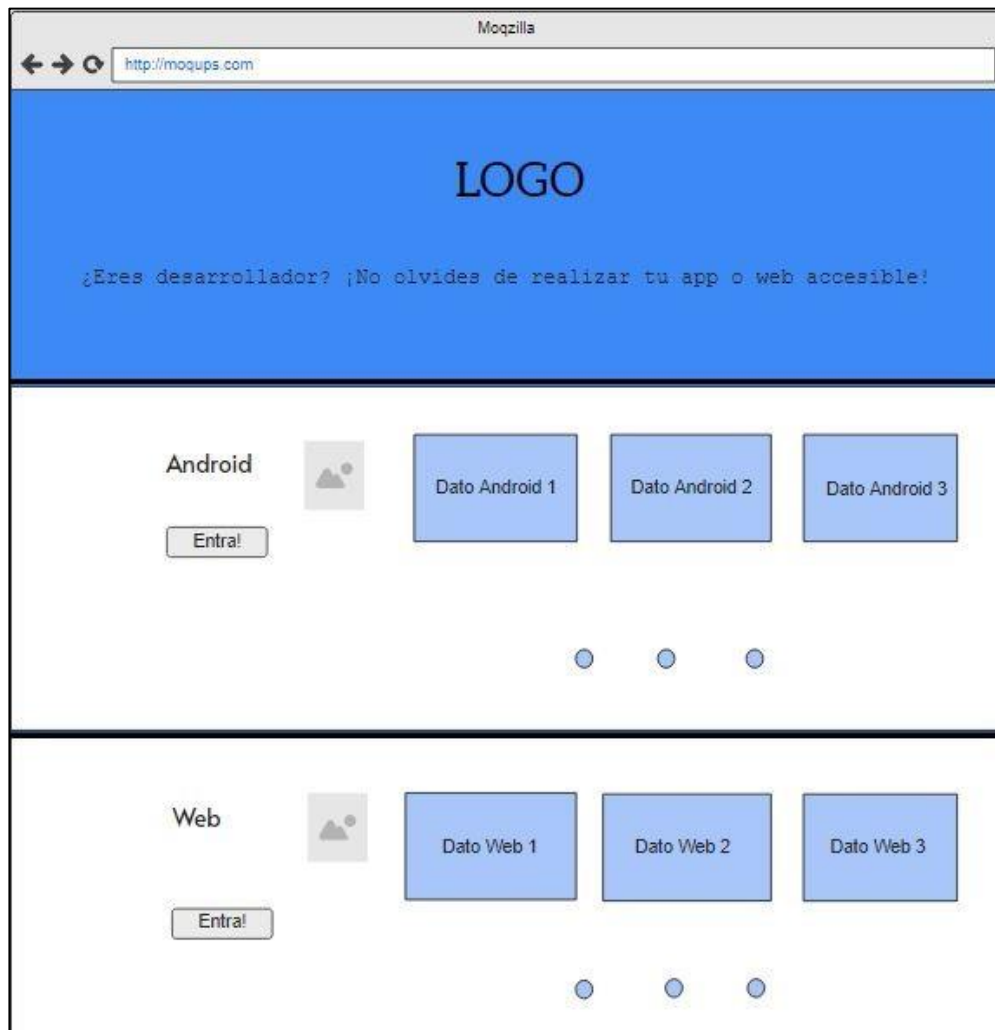 Moqzilla
http://moqups.com
LOGO
¿Eres desarrollador? ¡No olvides de realizar tu app o web accesible!
Android
Dato Android 1
Dato Android 2
Dato Android 3
Entra!
Web
Dato Web 1
Dato Web 2
Dato Web 3
Entra!